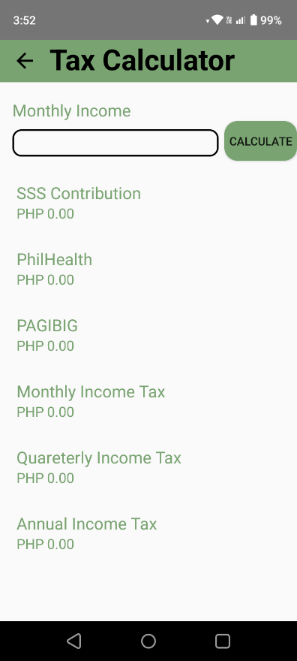 3:52
99%
Tax Calculator
Monthly Income
CALCULATE
SSS Contribution
PHP 0.00
PhilHealth
PHP 0.00
PAGIBIG
PHP 0.00
Monthly Income Tax
PHP 0.00
Quareterly Income Tax
PHP 0.00
Annual Income Tax
PHP 0.00